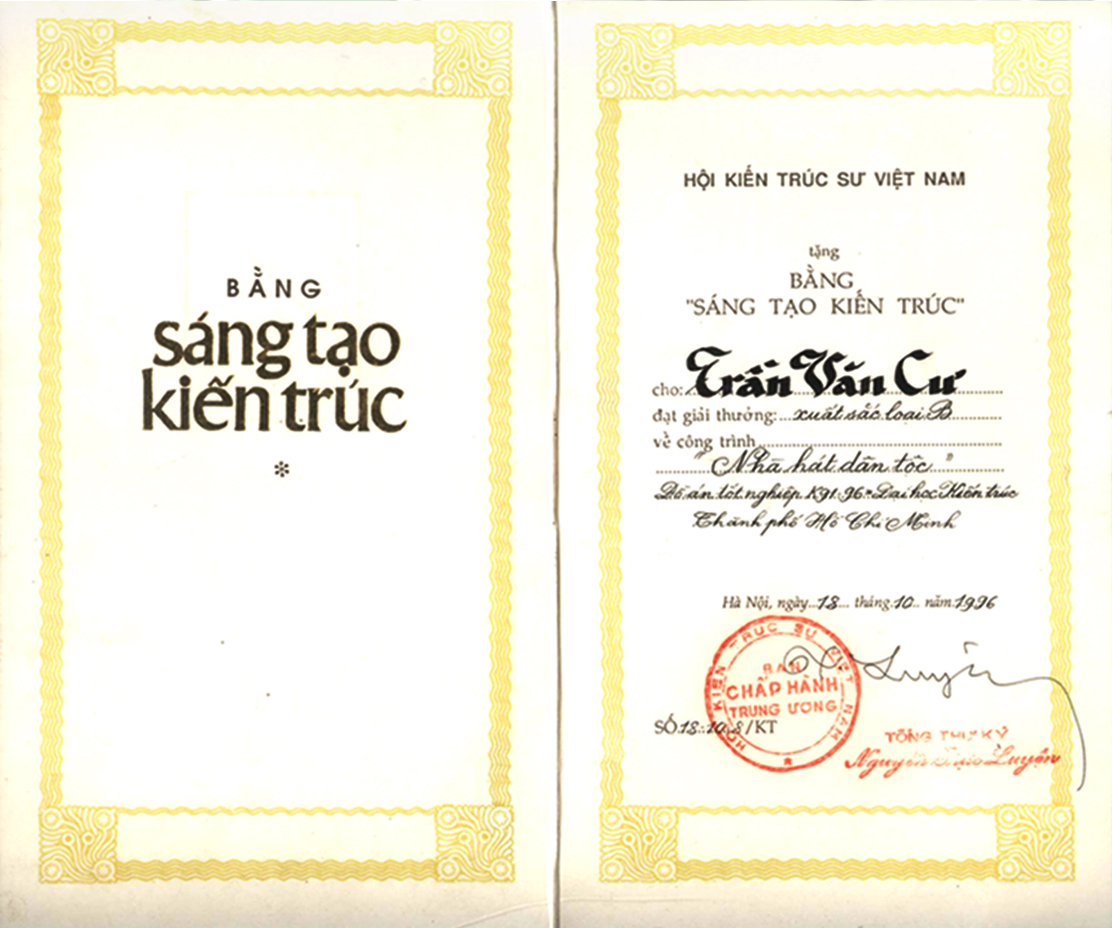 BẰNG
sáng tạo
kiến trúc
*
HỘI KIẾN TRÚC SƯ VIỆT NAM
tặng
BẰNG
"SÁNG TẠO KIẾN TRÚC"
cho: Trần Văn Cư
đạt giải thưởng: xuất sắc loại B
về công trình
"Nhà hát dân tộc"
Đồ án tốt nghiệp K91-96 - Đại học Kiến trúc
Thành phố Hồ Chí Minh
Hà Nội, ngày 18 tháng 10 năm 1996
HỘI KIẾN TRÚC SƯ VIỆT NAM
BAN
CHẤP HÀNH
TRUNG ƯƠNG
SỐ 18.10.8/KT
TỔNG THƯ KÝ
Nguyễn Trực Luyện